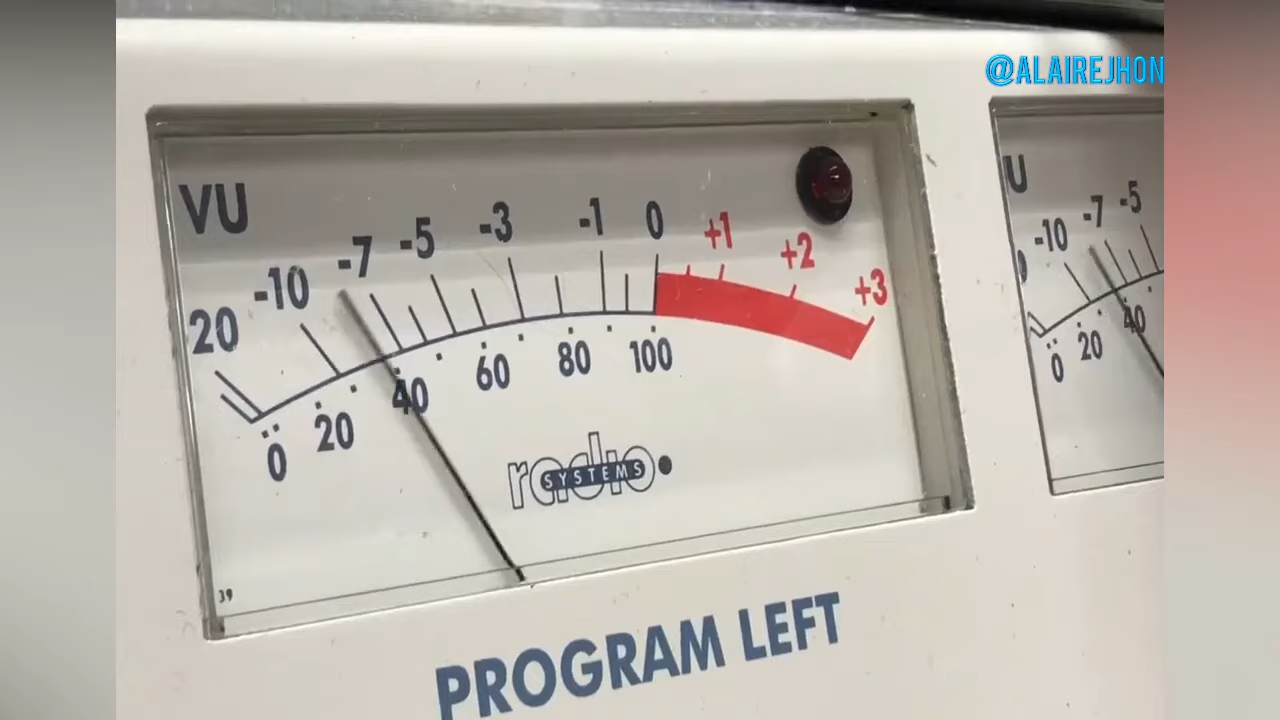 @ALAIREJHON
VU
20 -10 -7 -5 -3 -1 0 +1 +2 +3
0 20 40 60 80 100
radio
SYSTEMS
39
PROGRAM LEFT
U
-10 -7 -5
0 20 40